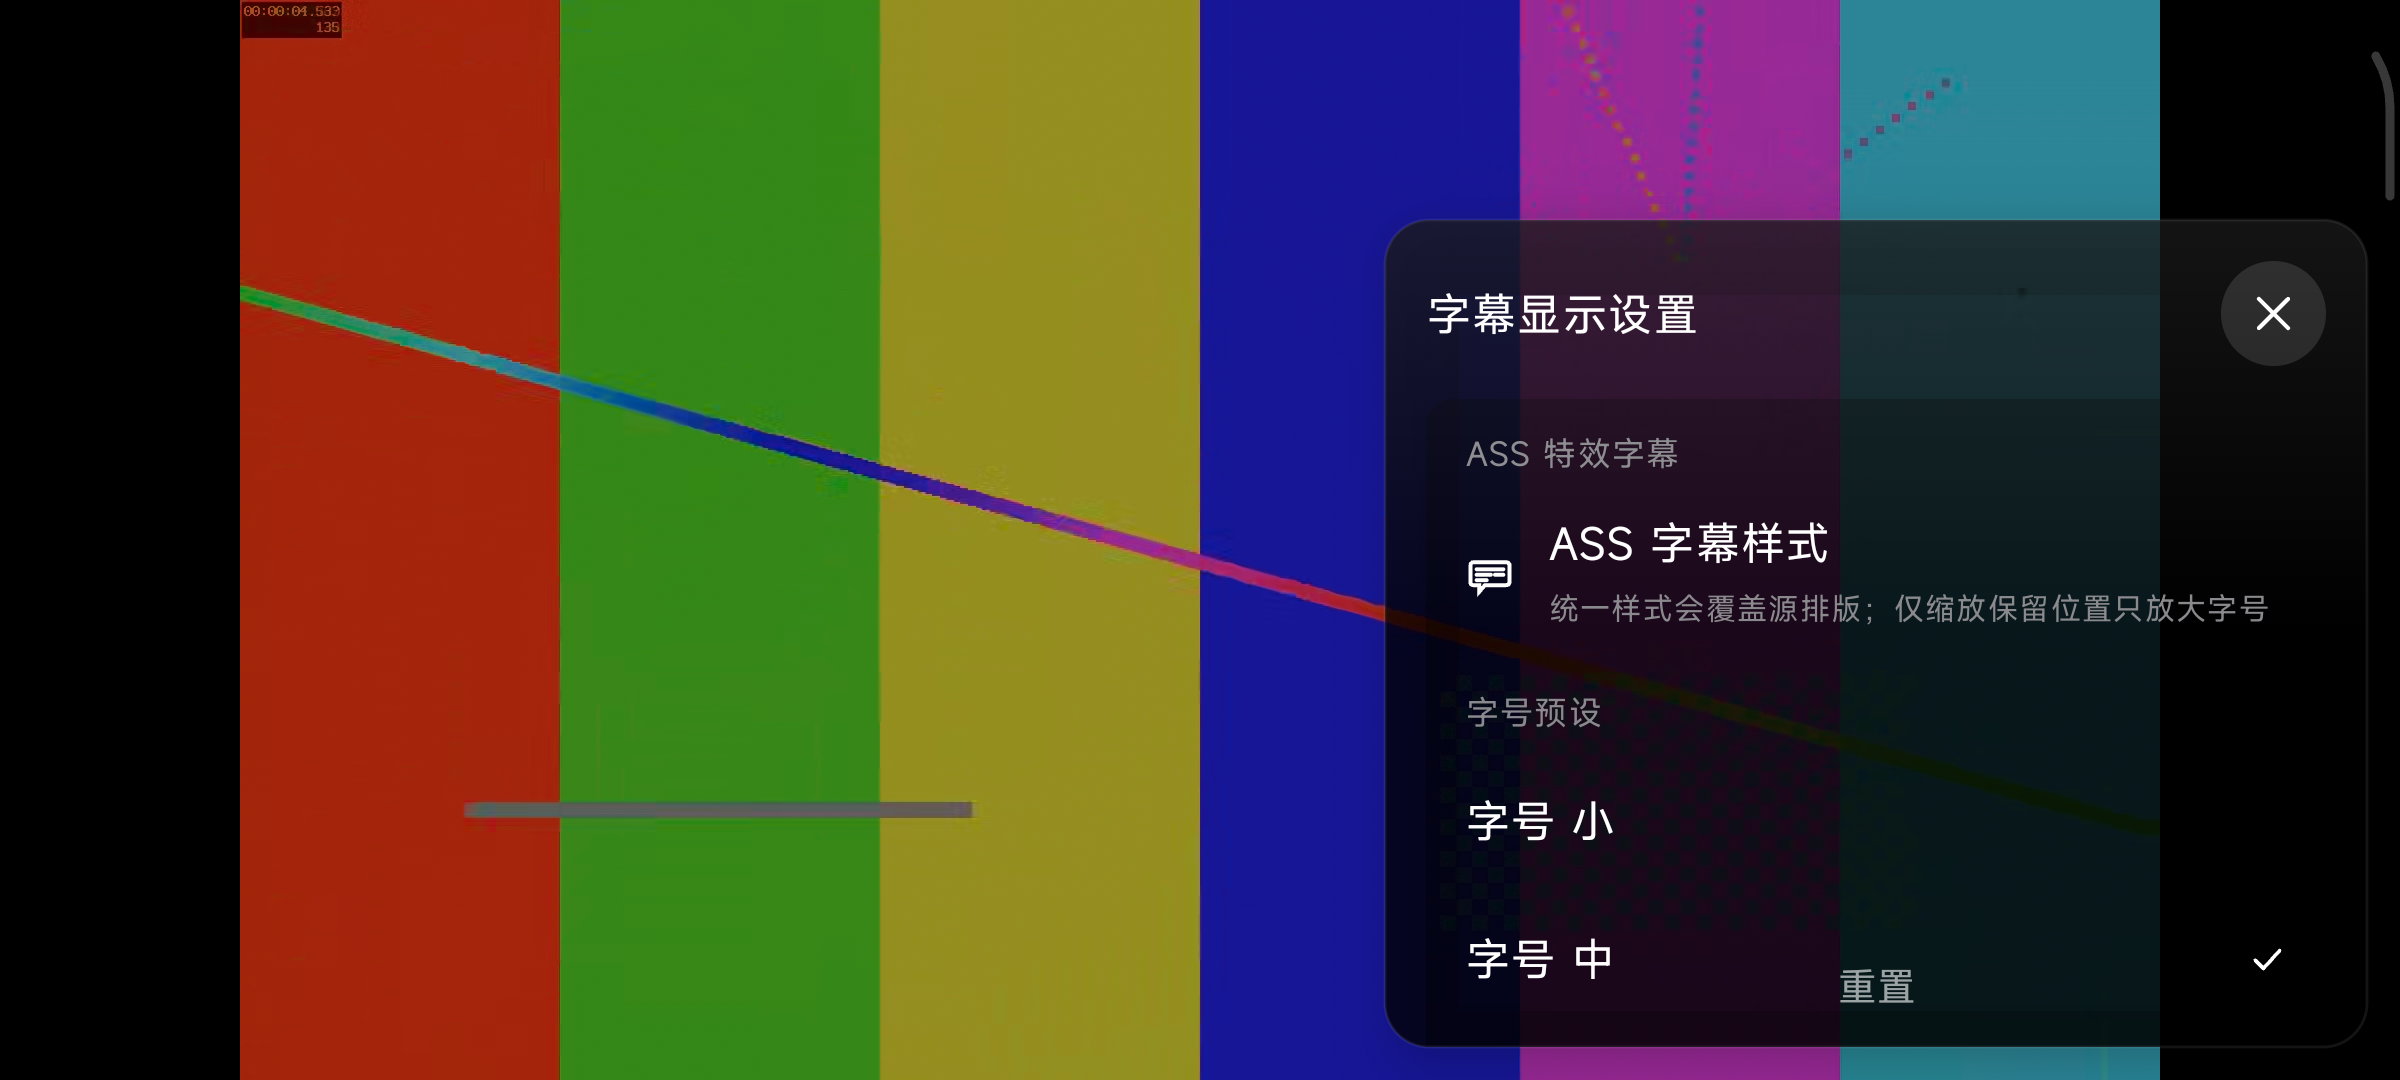 00:00:04.533
135
字幕显示设置
ASS 特效字幕
ASS 字幕样式
统一样式会覆盖源排版；仅缩放保留位置只放大字号
字号预设
字号 小
字号 中
重置